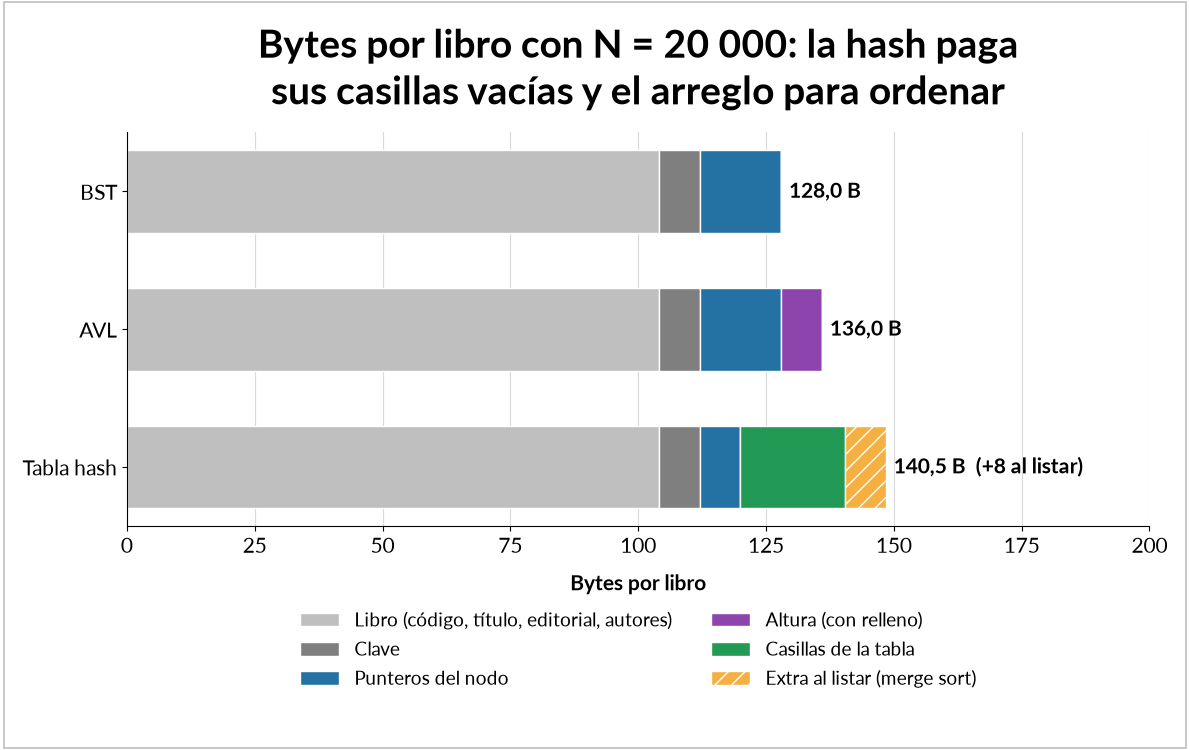 Bytes por libro con N = 20 000: la hash paga
sus casillas vacías y el arreglo para ordenar
BST
128,0 B
AVL
136,0 B
Tabla hash
140,5 B (+8 al listar)
0 25 50 75 100 125 150 175 200
Bytes por libro
Libro (código, título, editorial, autores)
Clave
Punteros del nodo
Altura (con relleno)
Casillas de la tabla
Extra al listar (merge sort)